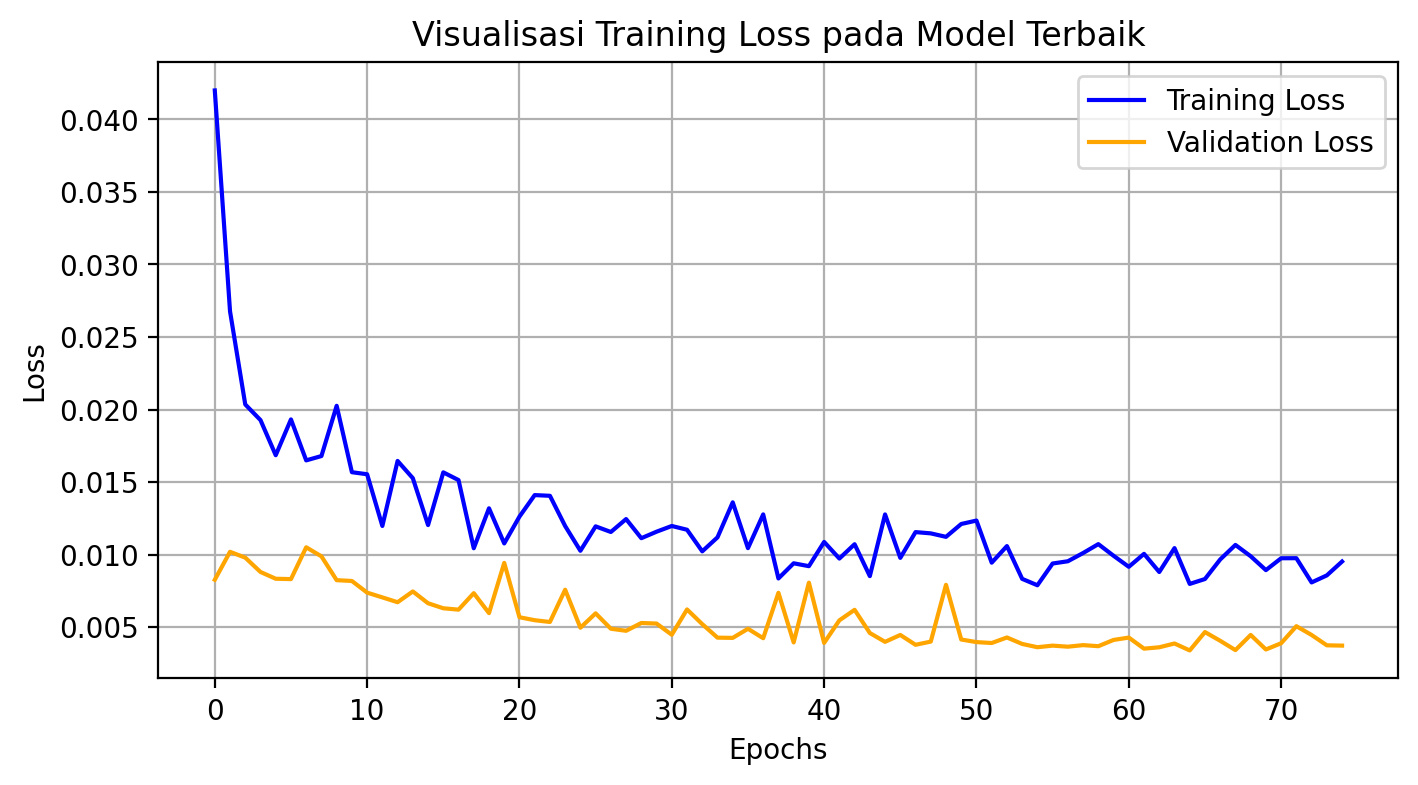 Visualisasi Training Loss pada Model Terbaik
Training Loss
Validation Loss
Loss
0.040
0.035
0.030
0.025
0.020
0.015
0.010
0.005
0 10 20 30 40 50 60 70
Epochs